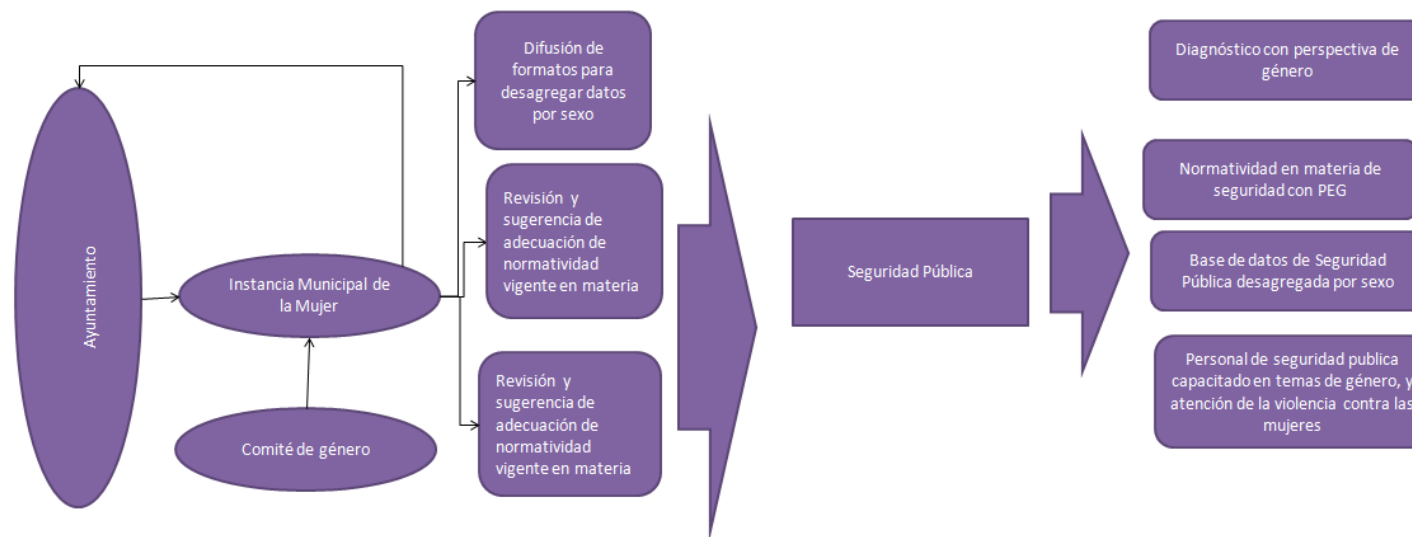 Ayuntamiento
Instancia Municipal de
la Mujer
Comité de género
Difusión de
formatos para
desagregar datos
por sexo
Revisión y
sugerencia de
adecuación de
normatividad
vigente en materia
Revisión y
sugerencia de
adecuación de
normatividad
vigente en materia
Seguridad Pública
Diagnóstico con perspectiva de
género
Normatividad en materia de
seguridad con PEG
Base de datos de Seguridad
Pública desagregada por sexo
Personal de seguridad publica
capacitado en temas de género, y
atención de la violencia contra las
mujeres